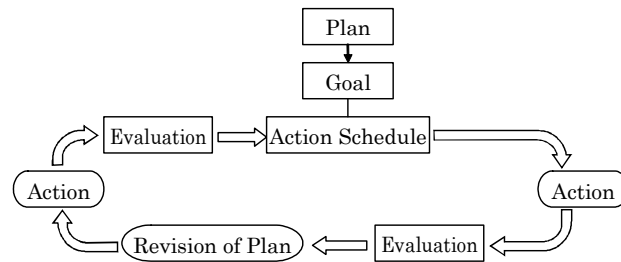 Plan
Goal
Evaluation
Action Schedule
Action
Action
Revision of Plan
Evaluation